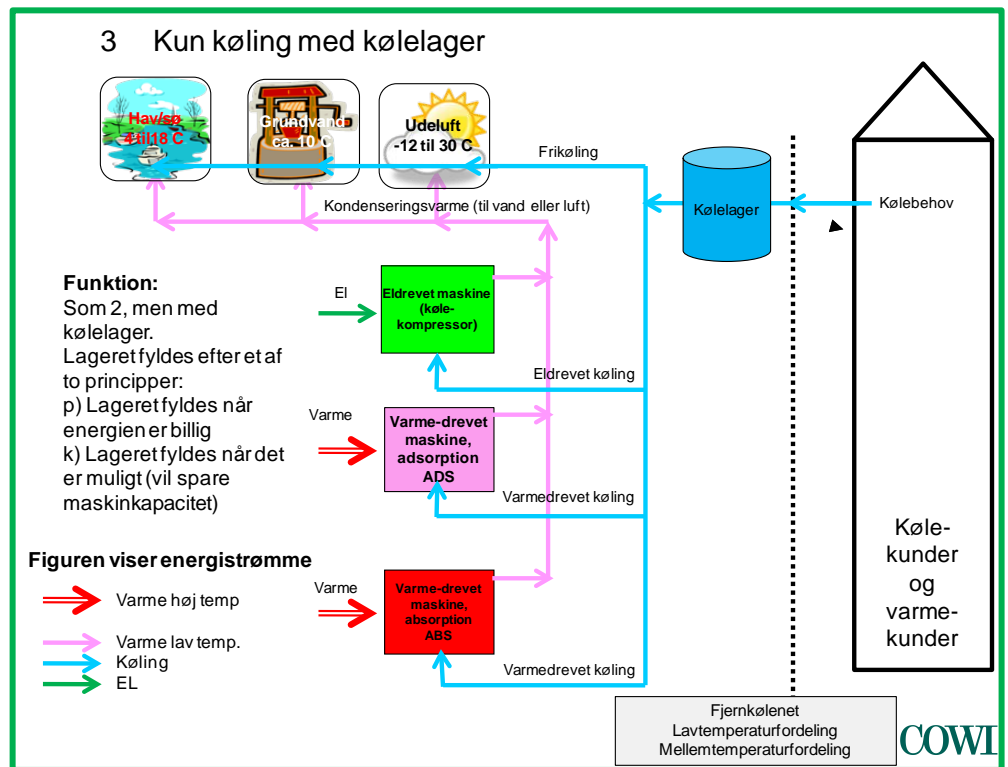 3 Kun køling med kølelager
Hav/sø
4 til 18 C
Grundvand
ca. 10 C
Udeluft
-12 til 30 C
Frikøling
Kølelager
Kølebehov
Kondenseringsvarme (til vand eller luft)
Funktion:
Som 2, men med
kølelager.
Lageret fyldes efter et af
to principper:
p) Lageret fyldes når
energien er billig
k) Lageret fyldes når det
er muligt (vil spare
maskinkapacitet)
El
Eldrevet maskine
(køle-
kompressor)
Eldrevet køling
Varme
Varme-drevet
maskine,
adsorption
ADS
Varmedrevet køling
Varme
Varme-drevet
maskine,
absorption
ABS
Varmedrevet køling
Figuren viser energistrømme
Varme høj temp
Varme lav temp.
Køling
EL
Køle-
kunder
og
varme-
kunder
Fjernkølenet
Lavtemperaturfordeling
Mellemtemperaturfordeling
COWI